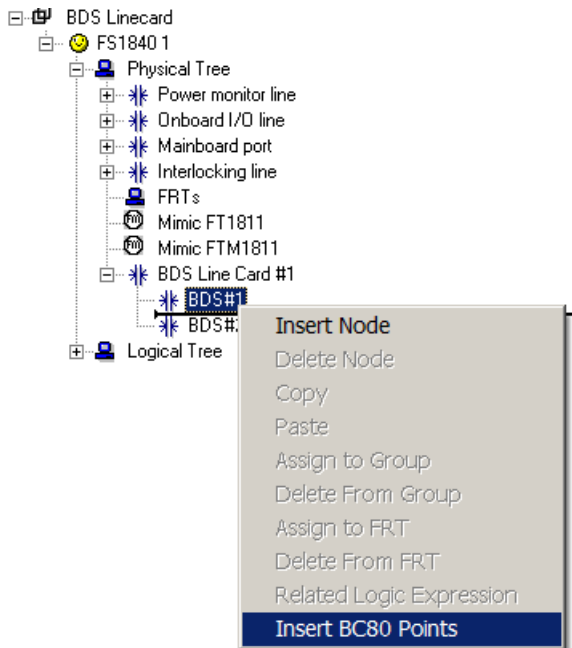 BDS Linecard
FS1840 1
Physical Tree
Power monitor line
Onboard I/O line
Mainboard port
Interlocking line
FRTs
Mimic FT1811
Mimic FTM1811
BDS Line Card #1
BDS#1
BDS#
Logical Tree
Insert Node
Delete Node
Copy
Paste
Assign to Group
Delete From Group
Assign to FRT
Delete From FRT
Related Logic Expression
Insert BC80 Points